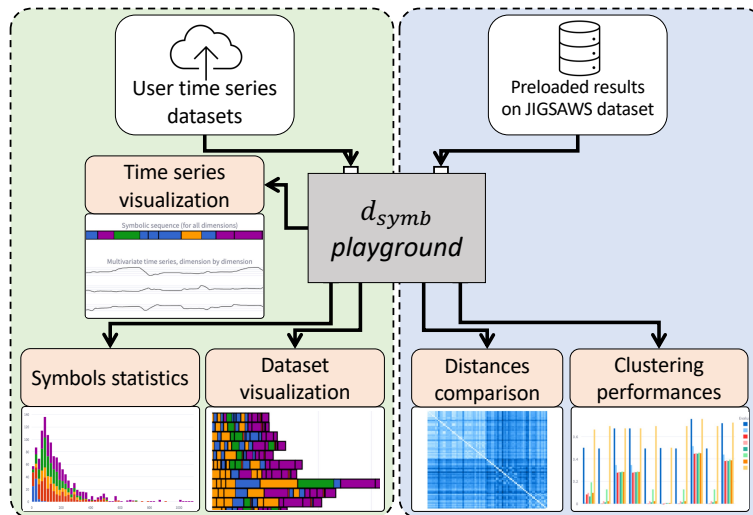 User time series
datasets
Preloaded results
on JIGSAWS dataset
Time series
visualization
Symbolic sequence (for all dimensions)
Multivariate time series, dimension by dimension
d_symb
playground
Symbols statistics
Dataset
visualization
Distances
comparison
Clustering
performances